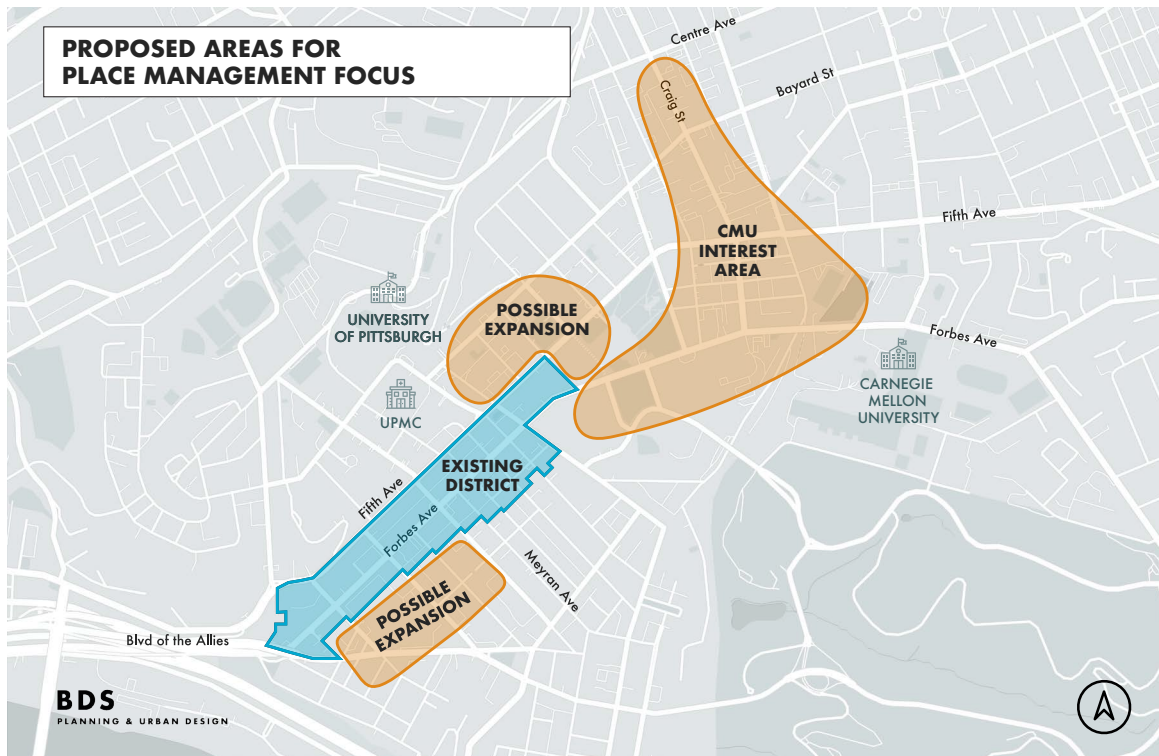 PROPOSED AREAS FOR
PLACE MANAGEMENT FOCUS
Centre Ave
Bayard St
Craig St
Fifth Ave
CMU
INTEREST
AREA
UNIVERSITY
OF PITTSBURGH
POSSIBLE
EXPANSION
Forbes Ave
CARNEGIE
MELLON
UNIVERSITY
UPMC
EXISTING
DISTRICT
Fifth Ave
Forbes Ave
Meyran Ave
POSSIBLE
EXPANSION
Blvd of the Allies
BDS
PLANNING & URBAN DESIGN